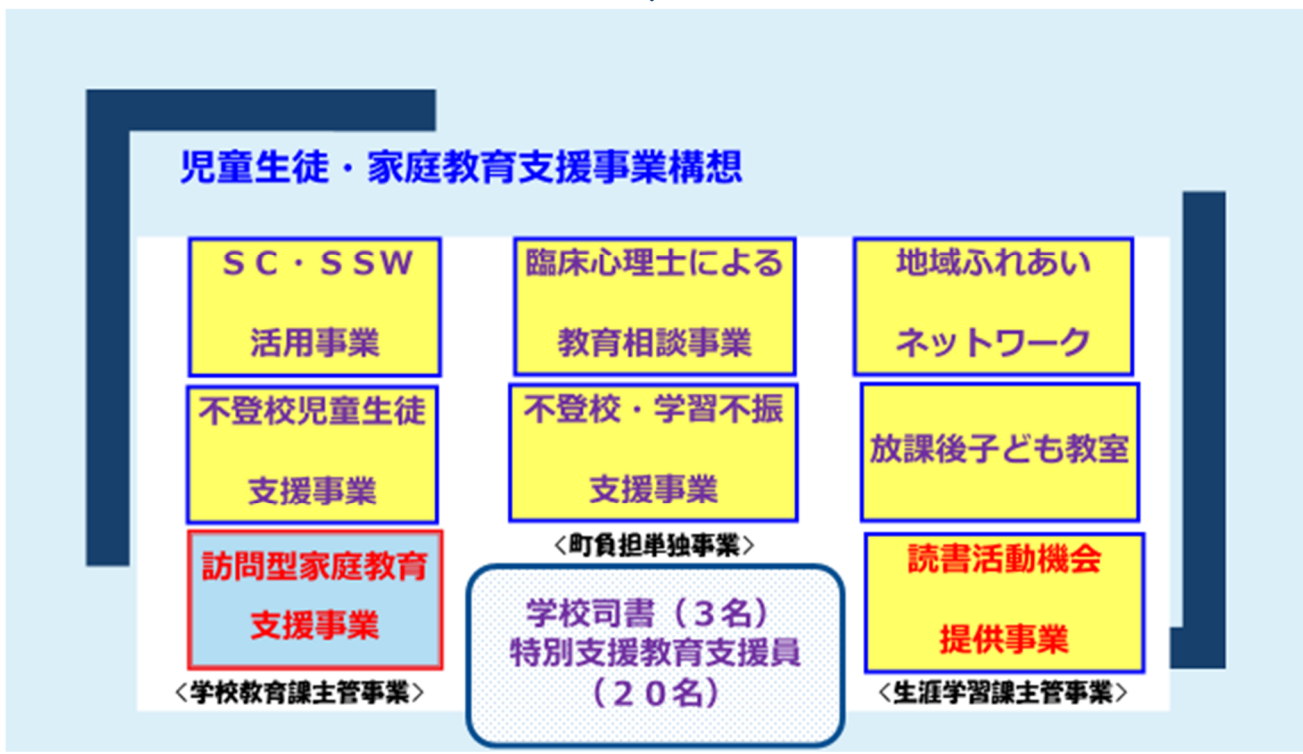 児童生徒・家庭教育支援事業構想
ＳＣ・ＳＳＷ
活用事業
不登校児童生徒
支援事業
訪問型家庭教育
支援事業
〈学校教育課主管事業〉
臨床心理士による
教育相談事業
不登校・学習不振
支援事業
〈町負担単独事業〉
学校司書（３名）
特別支援教育支援員
（２０名）
地域ふれあい
ネットワーク
放課後子ども教室
読書活動機会
提供事業
〈生涯学習課主管事業〉